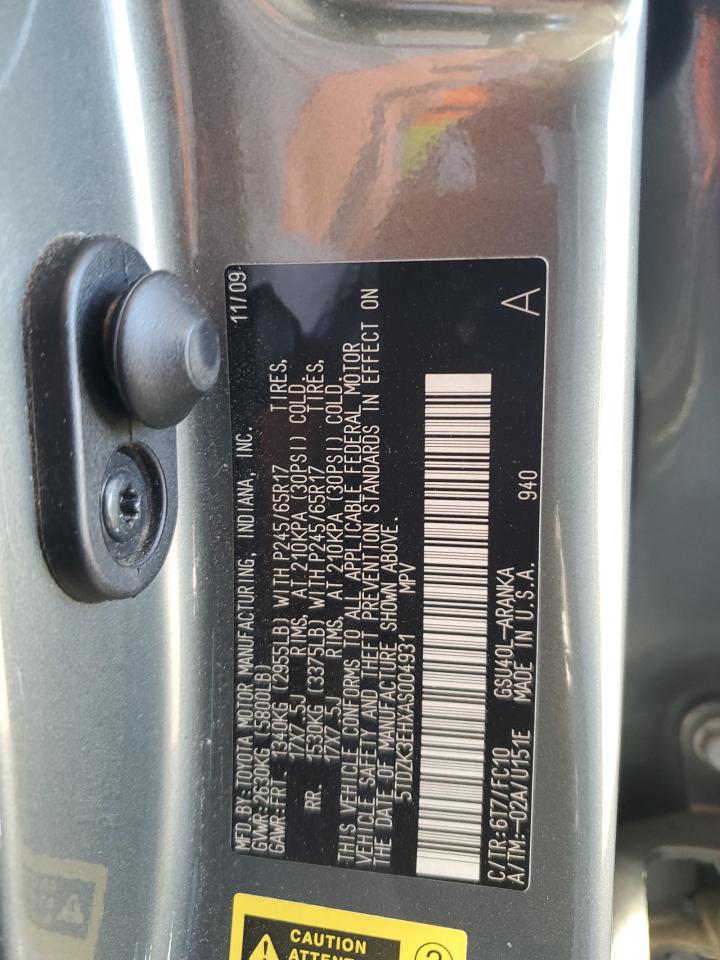 MFD.BY:TOYOTA MOTOR MANUFACTURING, INDIANA, INC. 11/09
GVWR:2630KG (5800LB)
GAWR:FRT. 1340KG (2955LB) WITH P245/65R17 TIRES,
17X7.5J RIMS, AT 210KPA (30PSI) COLD.
RR. 1530KG (3375LB) WITH P245/65R17 TIRES,
17X7.5J RIMS, AT 210KPA (30PSI) COLD.
THIS VEHICLE CONFORMS TO ALL APPLICABLE FEDERAL MOTOR
VEHICLE SAFETY AND THEFT PREVENTION STANDARDS IN EFFECT ON
THE DATE OF MANUFACTURE SHOWN ABOVE.
5TDZK3EHXAS004931 MPV
C/TR:6T7/FC10 GSU40L-ARANKA
A/TM:-02A/U151E MADE IN U.S.A. 940 A
CAUTION
ATTEN
2